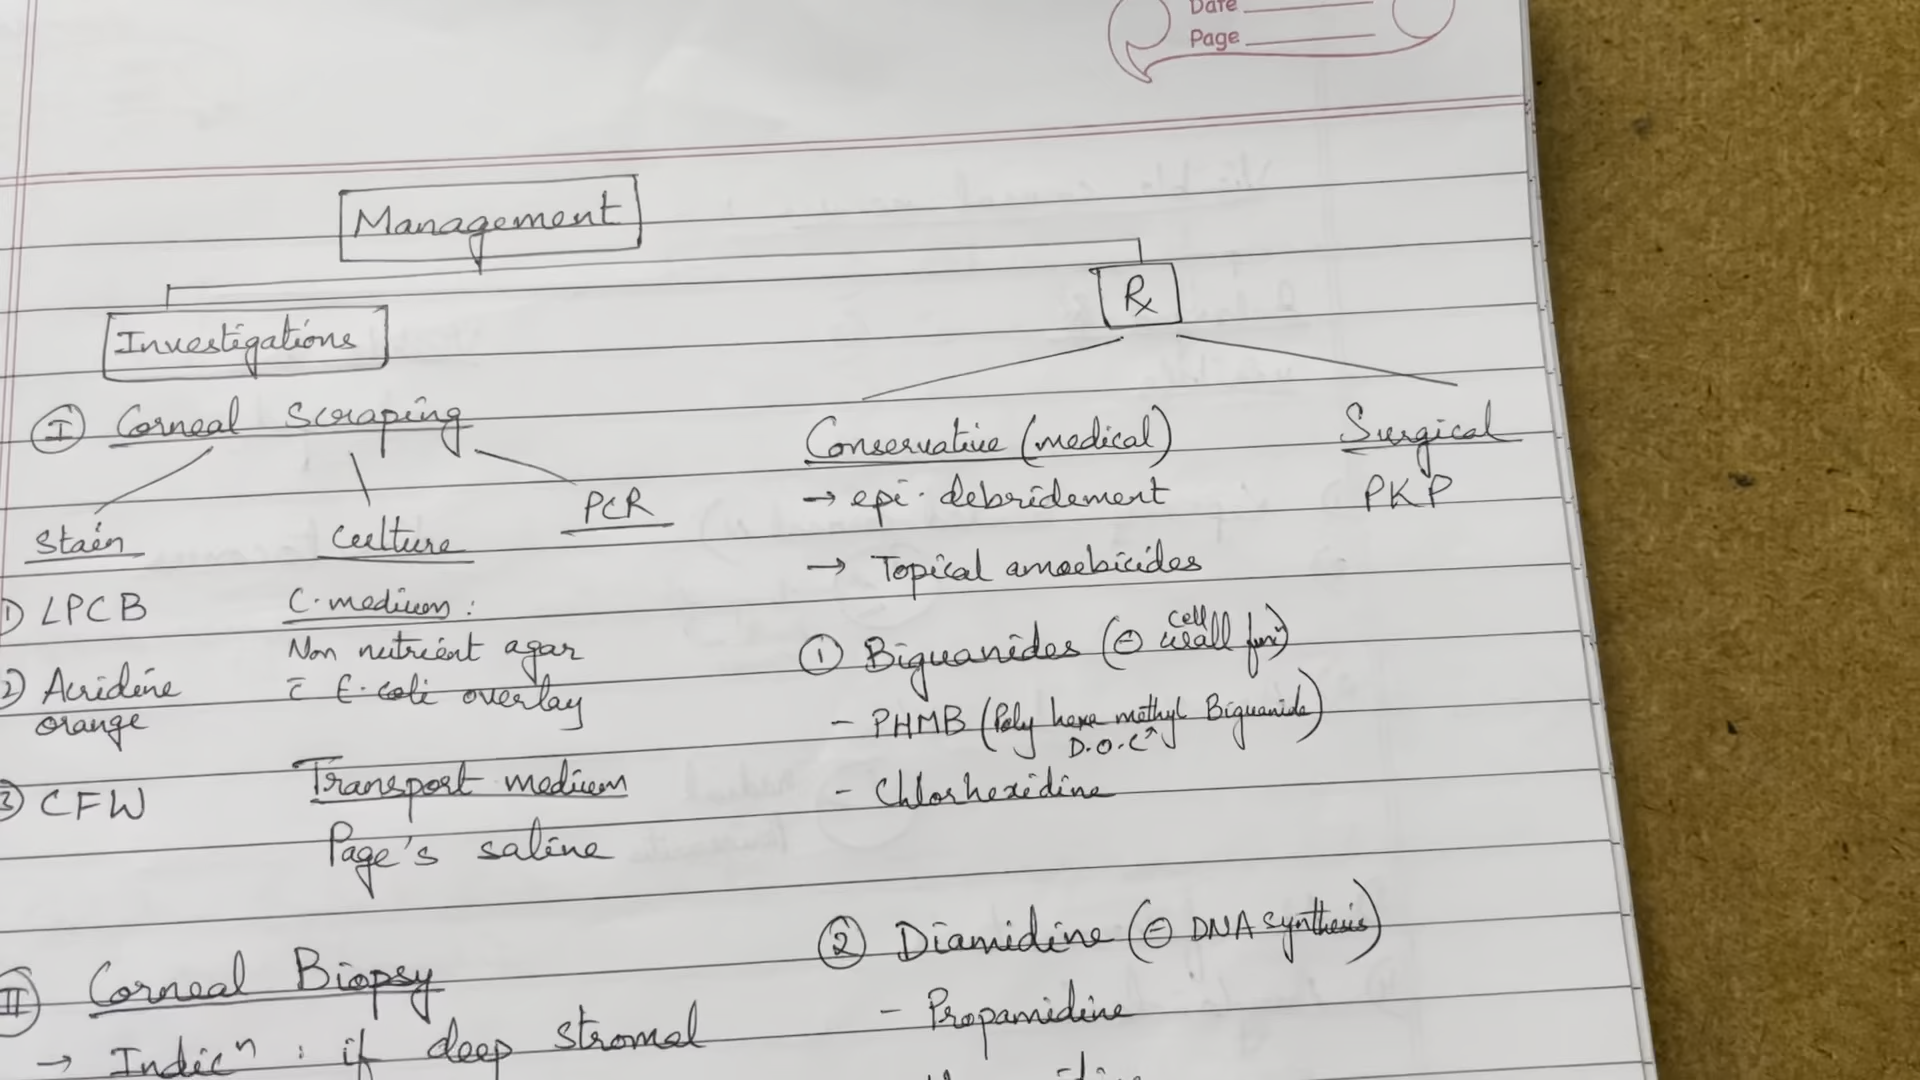 Date
Page
Management
Investigations
Rx
I Corneal Scraping
Stain
culture
PCR
1) LPCB
2) Acridine
orange
3) CFW
C. medium :
Non nutrient agar
c̄ E. coli overlay
Transport medium
Page's saline
II Corneal Biopsy
→ Indicⁿ : if deep stromal
Conservative (medical)
→ epi. debridement
→ Topical amoebicides
① Biguanides (⊖ cell wall funⁿ)
- PHMB (Poly hexa methyl Biguanide)
D.O.C↑
- Chlorhexidine
② Diamidine (⊖ DNA synthesis)
- Propamidine
Surgical
PKP